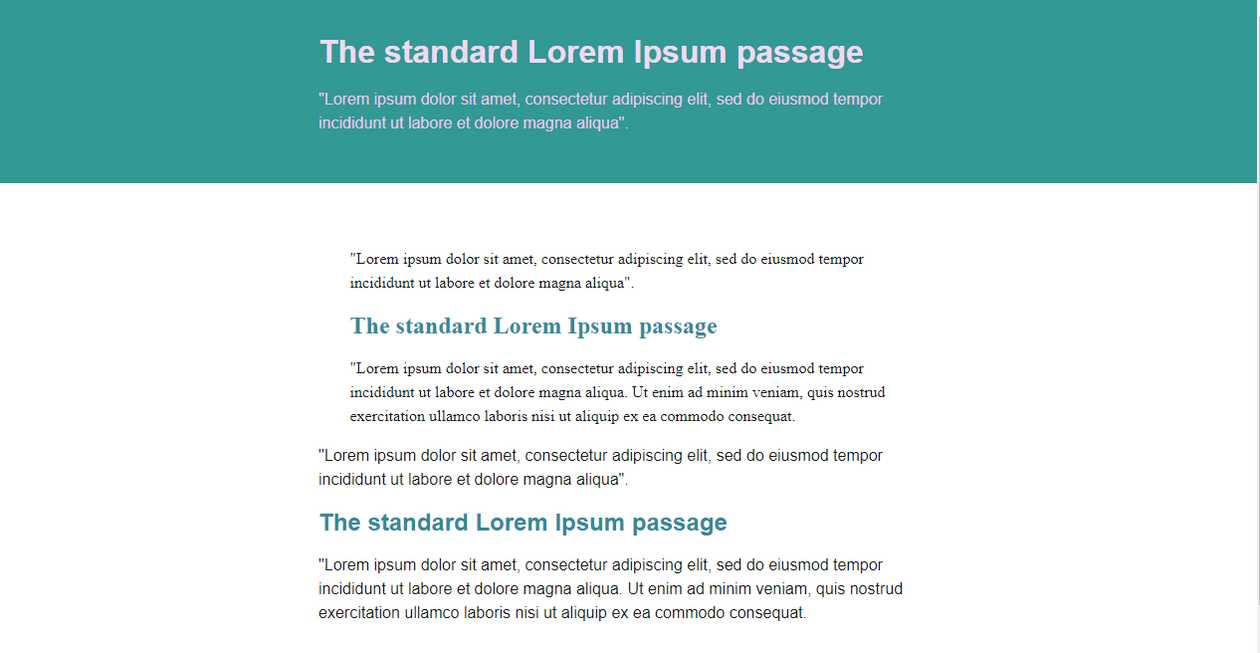 The standard Lorem Ipsum passage
"Lorem ipsum dolor sit amet, consectetur adipiscing elit, sed do eiusmod tempor
incididunt ut labore et dolore magna aliqua".
"Lorem ipsum dolor sit amet, consectetur adipiscing elit, sed do eiusmod tempor
incididunt ut labore et dolore magna aliqua".
The standard Lorem Ipsum passage
"Lorem ipsum dolor sit amet, consectetur adipiscing elit, sed do eiusmod tempor
incididunt ut labore et dolore magna aliqua. Ut enim ad minim veniam, quis nostrud
exercitation ullamco laboris nisi ut aliquip ex ea commodo consequat.
"Lorem ipsum dolor sit amet, consectetur adipiscing elit, sed do eiusmod tempor
incididunt ut labore et dolore magna aliqua".
The standard Lorem Ipsum passage
"Lorem ipsum dolor sit amet, consectetur adipiscing elit, sed do eiusmod tempor
incididunt ut labore et dolore magna aliqua. Ut enim ad minim veniam, quis nostrud
exercitation ullamco laboris nisi ut aliquip ex ea commodo consequat.